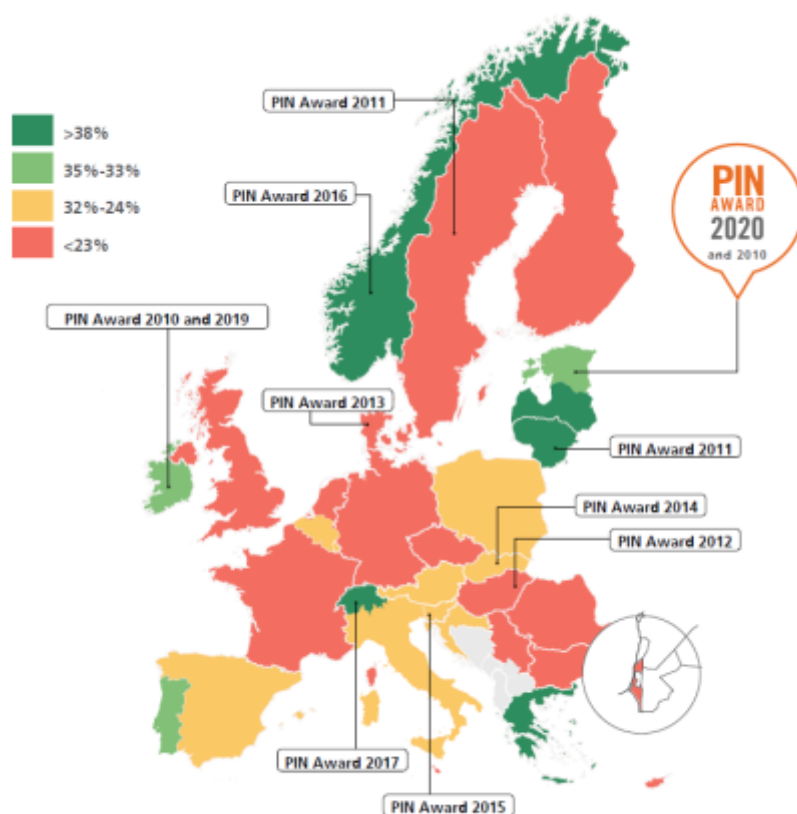 PIN Award 2011
>38%
35%-33%
32%-24%
<23%
PIN Award 2016
PIN
AWARD
2020
and 2010
PIN Award 2010 and 2019
PIN Award 2013
PIN Award 2011
PIN Award 2014
PIN Award 2012
PIN Award 2017
PIN Award 2015